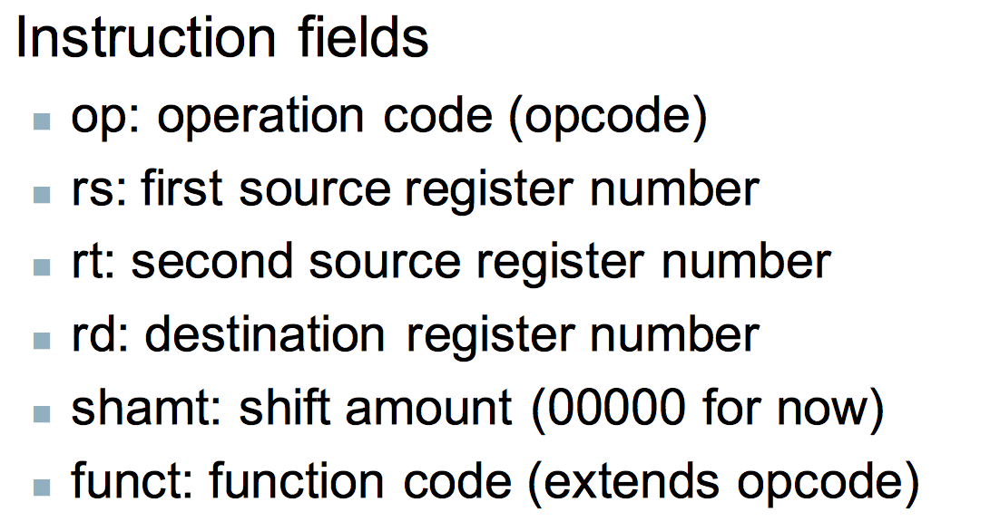 Instruction fields
op: operation code (opcode)
rs: first source register number
rt: second source register number
rd: destination register number
shamt: shift amount (00000 for now)
funct: function code (extends opcode)